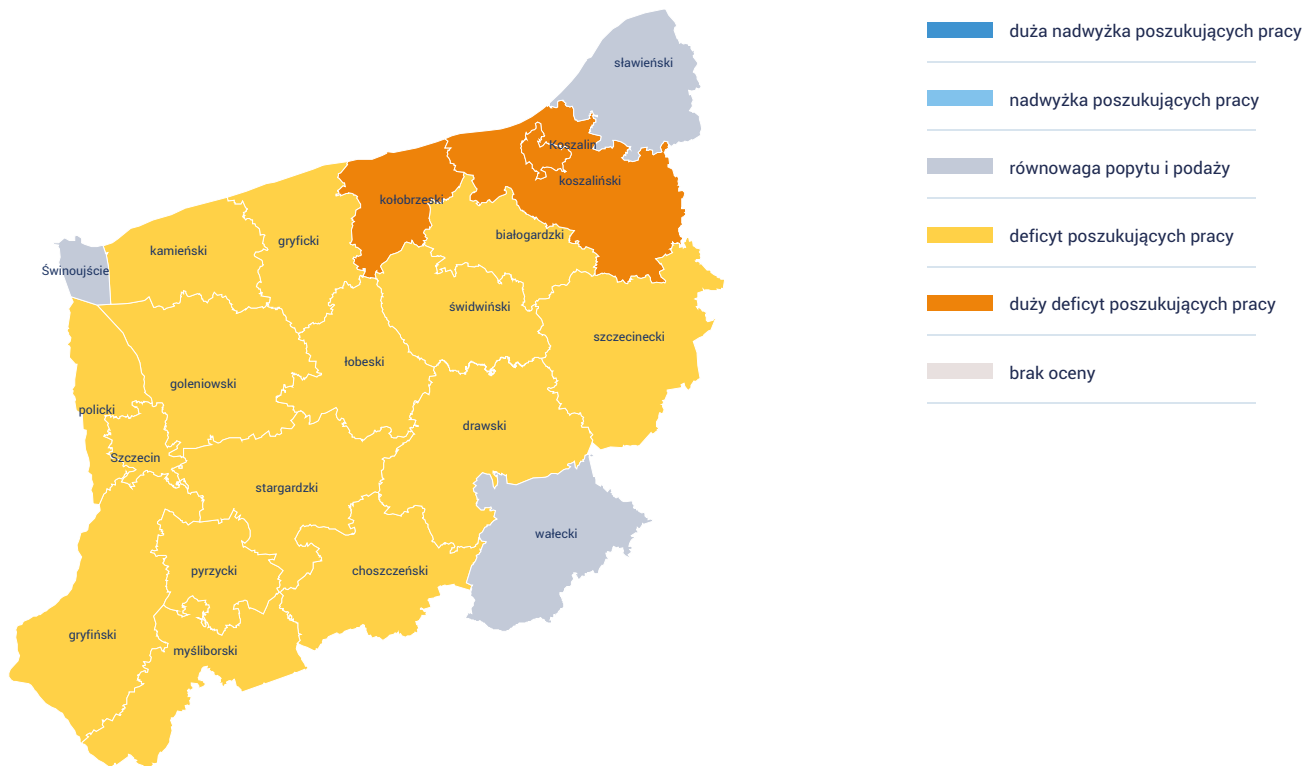 sławieński
Koszalin
koszaliński
kołobrzeski
białogardzki
gryficki
kamieński
Świnoujście
świdwiński
szczecinecki
łobeski
goleniowski
policki
drawski
Szczecin
stargardzki
wałecki
pyrzycki
choszczeński
gryfiński
myśliborski
duża nadwyżka poszukujących pracy
nadwyżka poszukujących pracy
równowaga popytu i podaży
deficyt poszukujących pracy
duży deficyt poszukujących pracy
brak oceny